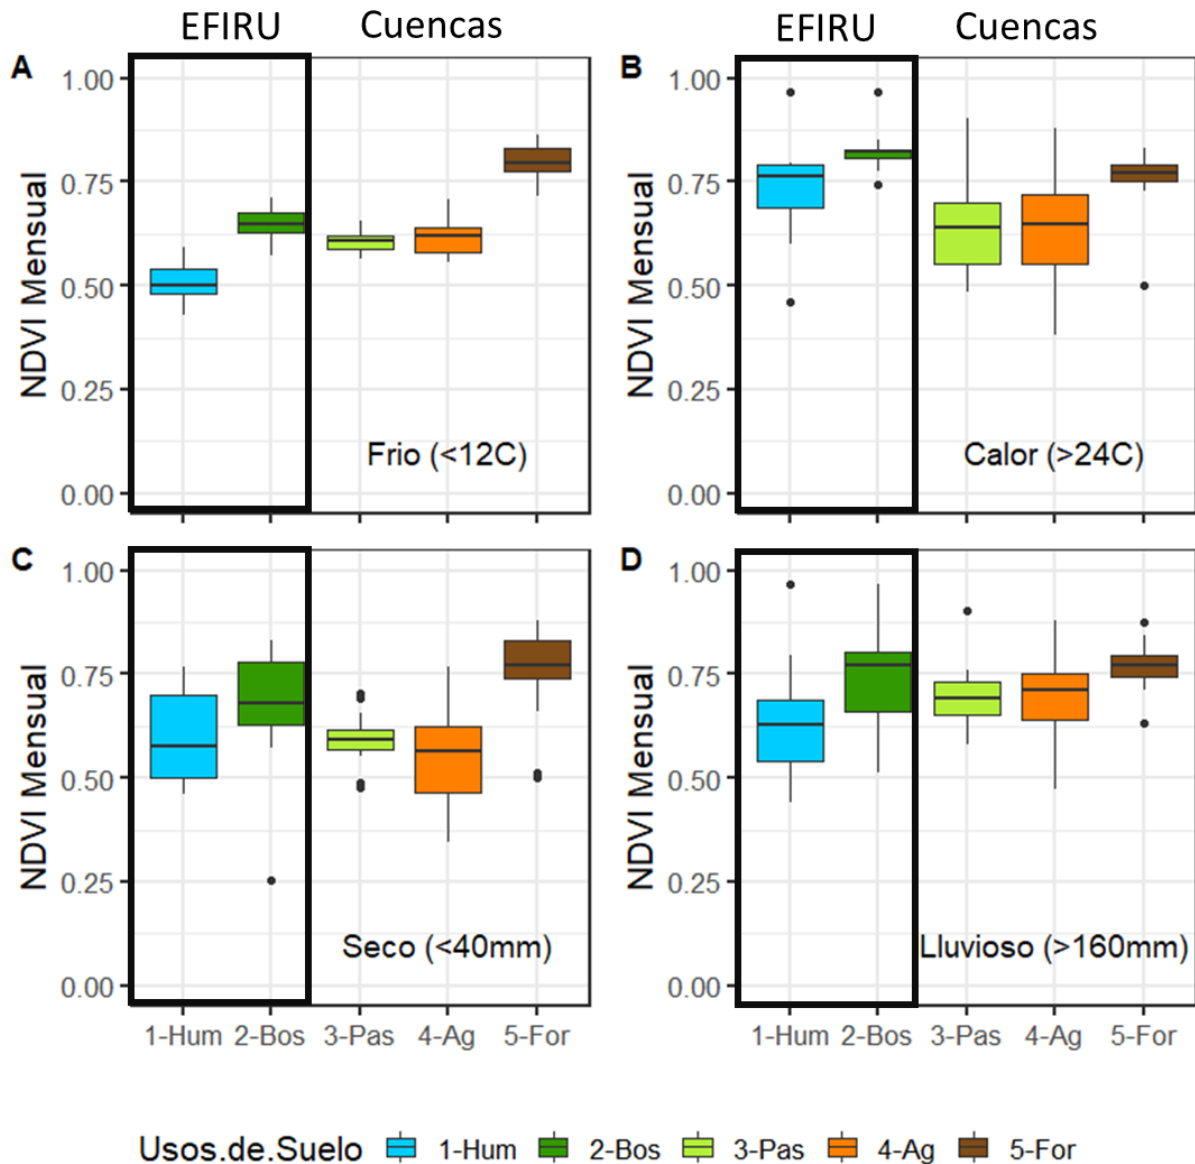 EFIRU Cuencas EFIRU Cuencas
A
NDVI Mensual
1.00
0.75
0.50
0.25
0.00
Frio (<12C)
B
NDVI Mensual
1.00
0.75
0.50
0.25
0.00
Calor (>24C)
C
NDVI Mensual
1.00
0.75
0.50
0.25
0.00
Seco (<40mm)
1-Hum 2-Bos 3-Pas 4-Ag 5-For
D
NDVI Mensual
1.00
0.75
0.50
0.25
0.00
Lluvioso (>160mm)
1-Hum 2-Bos 3-Pas 4-Ag 5-For
Usos.de.Suelo 1-Hum 2-Bos 3-Pas 4-Ag 5-For